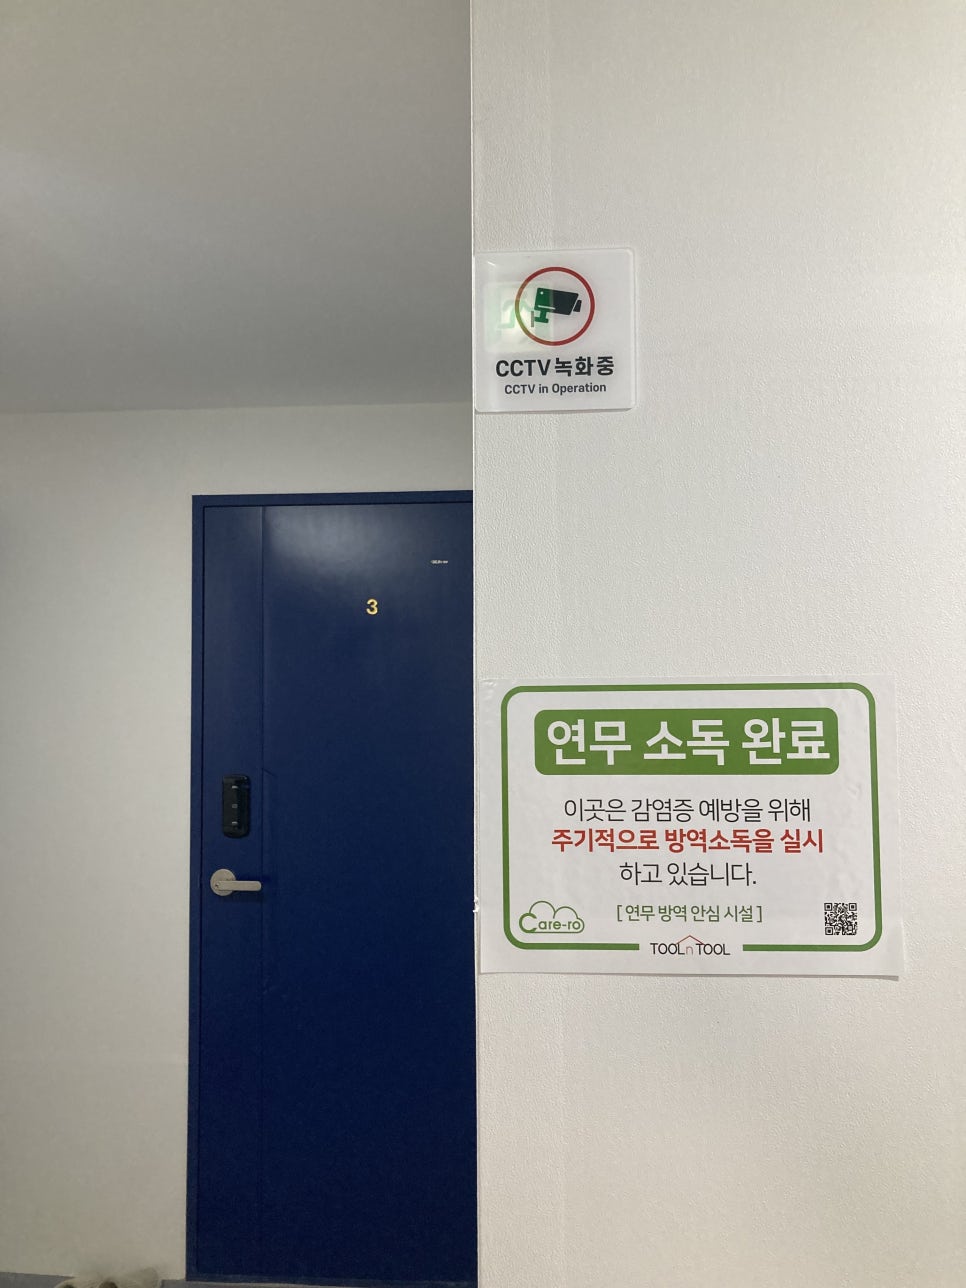 CCTV 녹화중
CCTV in Operation
3
연무 소독 완료
이곳은 감염증 예방을 위해
주기적으로 방역소독을 실시
하고 있습니다.
[ 연무 방역 안심 시설 ]
Care-ro
TOOLnTOOL